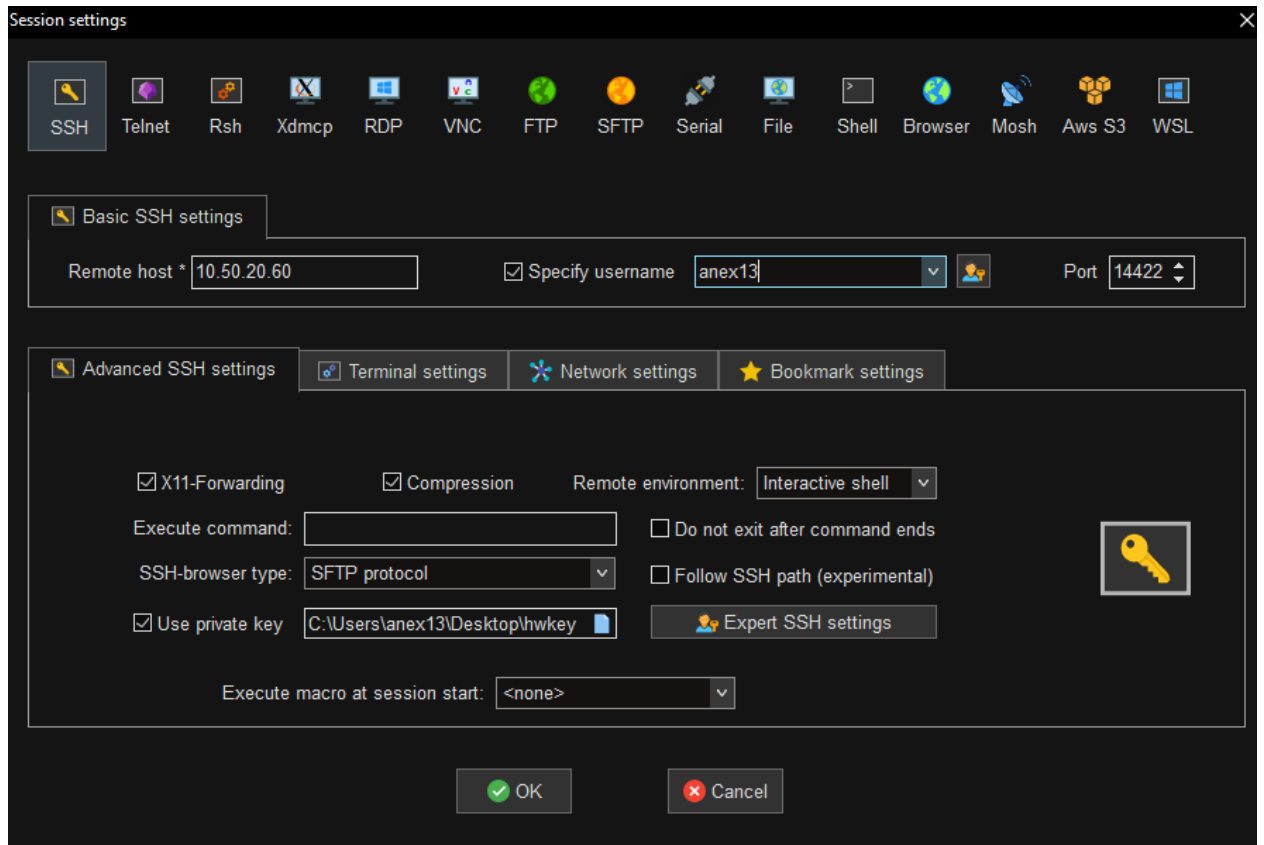 Session settings
SSH Telnet Rsh Xdmcp RDP VNC FTP SFTP Serial File Shell Browser Mosh Aws S3 WSL
Basic SSH settings
Remote host * 10.50.20.60 Specify username anex13 Port 14422
Advanced SSH settings Terminal settings Network settings Bookmark settings
X11-Forwarding Compression Remote environment: Interactive shell
Execute command: Do not exit after command ends
SSH-browser type: SFTP protocol Follow SSH path (experimental)
Use private key C:\Users\anex13\Desktop\hwkey Expert SSH settings
Execute macro at session start: <none>
OK Cancel